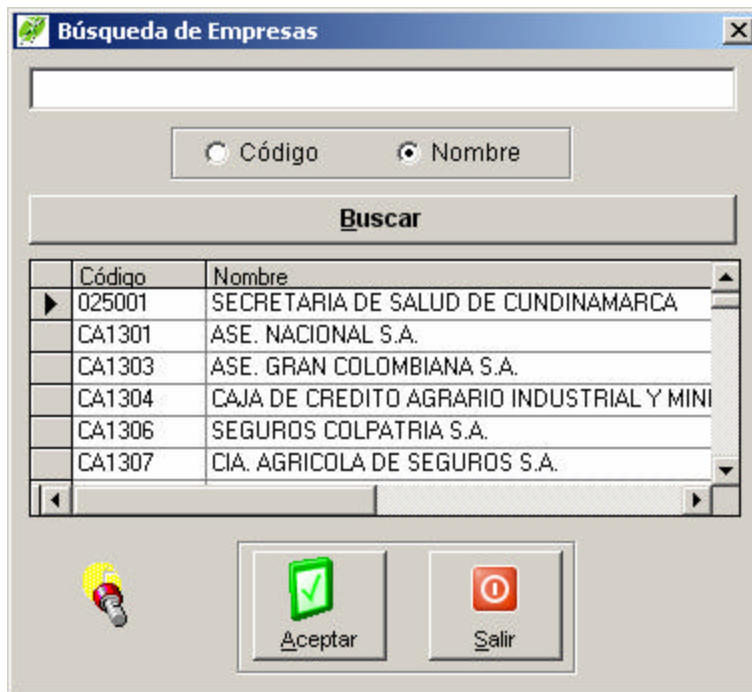 Búsqueda de Empresas
Código Nombre
Buscar
Código Nombre
025001 SECRETARIA DE SALUD DE CUNDINAMARCA
CA1301 ASE. NACIONAL S.A.
CA1303 ASE. GRAN COLOMBIANA S.A.
CA1304 CAJA DE CREDITO AGRARIO INDUSTRIAL Y MINI
CA1306 SEGUROS COLPATRIA S.A.
CA1307 CIA. AGRICOLA DE SEGUROS S.A.
Aceptar Salir